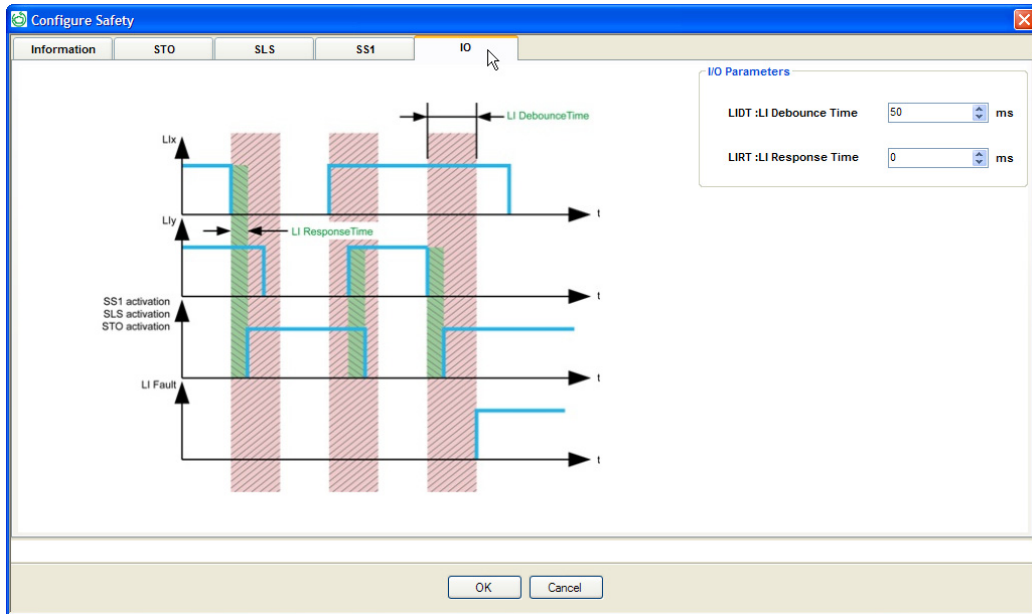 Configure Safety
Information
STO
SLS
SS1
IO
I/O Parameters
LIDT :LI Debounce Time
50
ms
LIRT :LI Response Time
0
ms
LI DebounceTime
LIx
t
LIy
LI ResponseTime
t
SS1 activation
SLS activation
STO activation
t
LI Fault
t
OK
Cancel